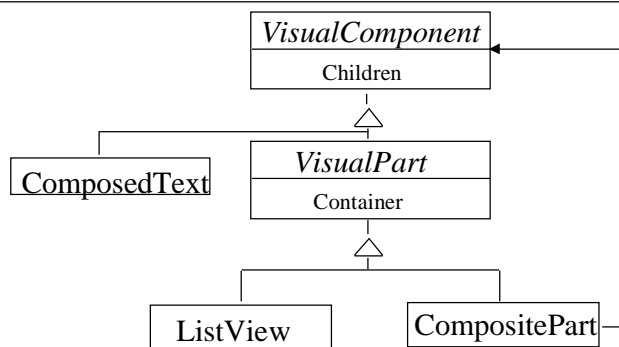 VisualComponent
Children
ComposedText
VisualPart
Container
ListView
CompositePart